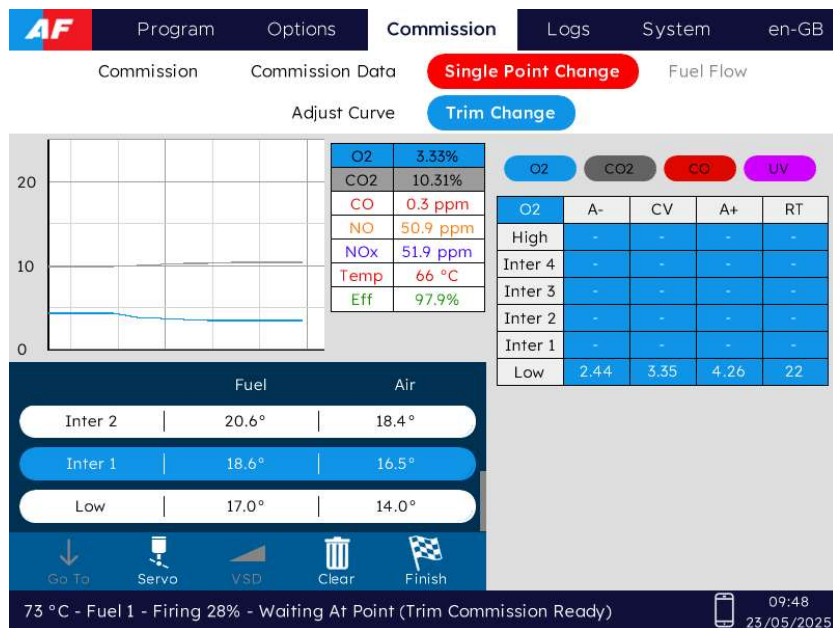 AF Program Options Commission Logs System en-GB
Commission Commission Data Single Point Change Fuel Flow
Adjust Curve Trim Change
20
10
0
O2 3.33%
CO2 10.31%
CO 0.3 ppm
NO 50.9 ppm
NOx 51.9 ppm
Temp 66 °C
Eff 97.9%
O2 CO2 CO UV
O2 A- CV A+ RT
High - - - -
Inter 4 - - - -
Inter 3 - - - -
Inter 2 - - - -
Inter 1 - - - -
Low 2.44 3.35 4.26 22
Fuel Air
Inter 2 20.6° 18.4°
Inter 1 18.6° 16.5°
Low 17.0° 14.0°
Go To Servo VSD Clear Finish
73 °C - Fuel 1 - Firing 28% - Waiting At Point (Trim Commission Ready)
09:48
23/05/2025